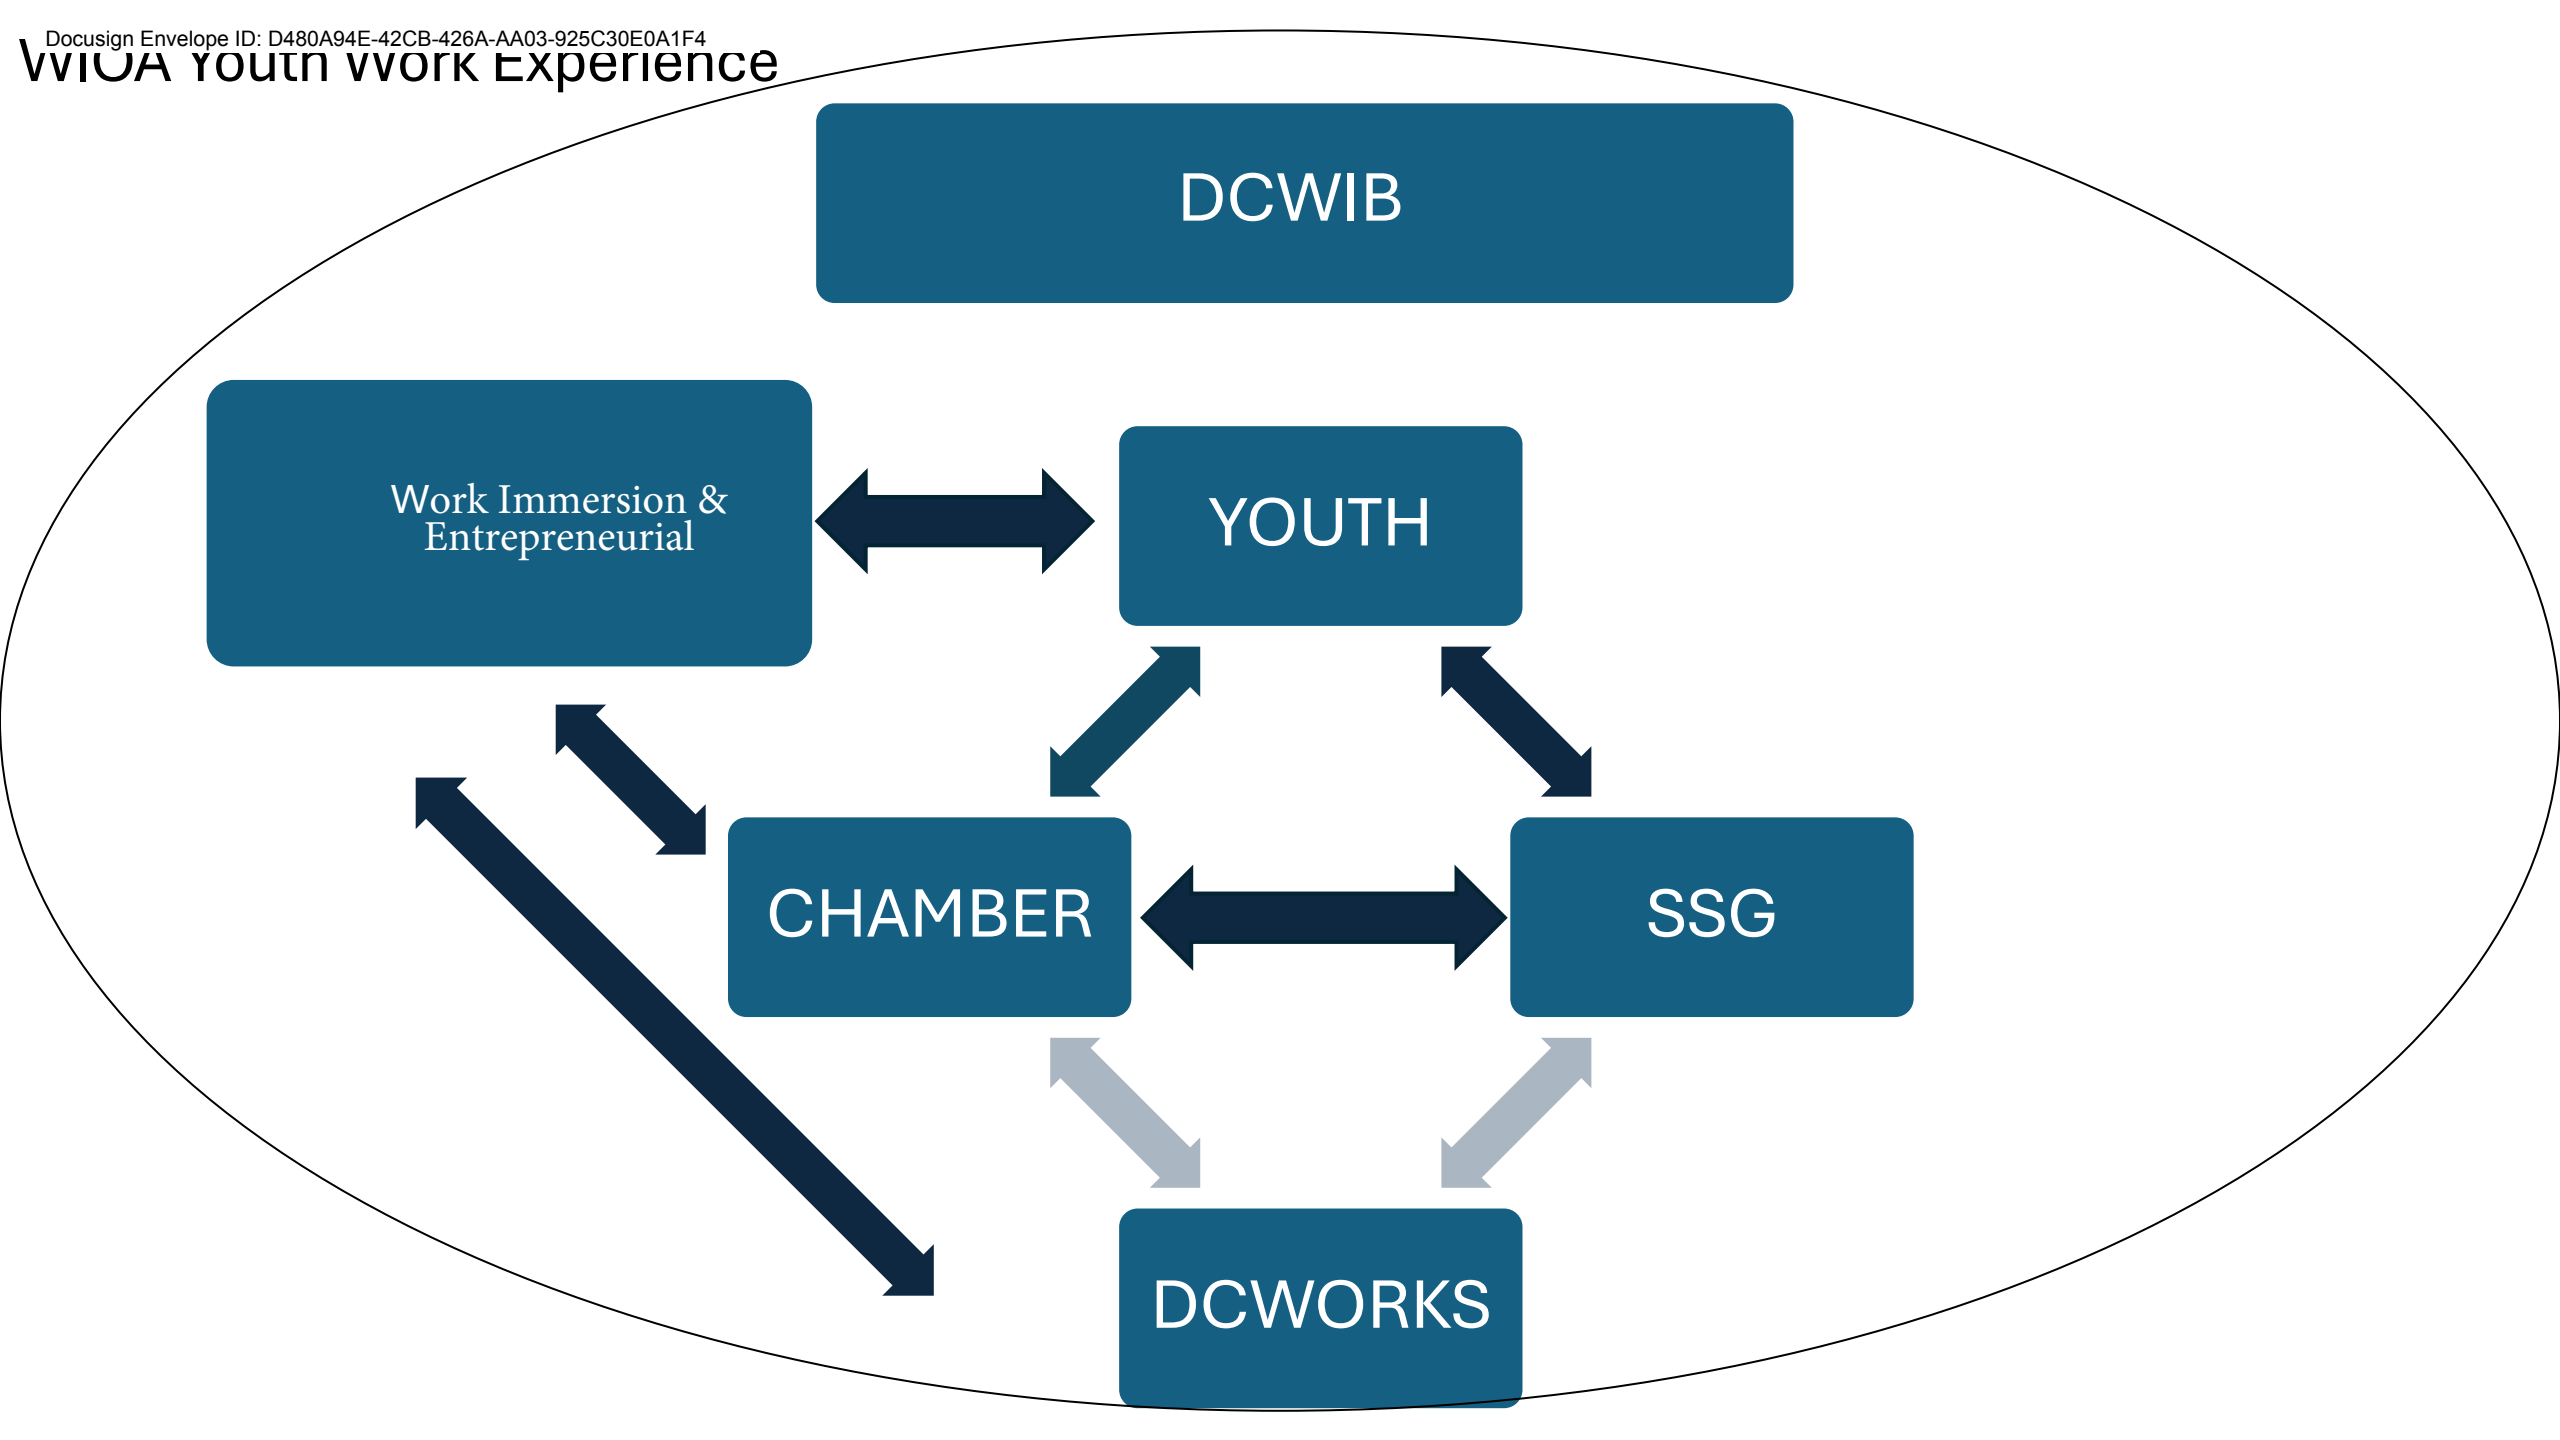 Docusign Envelope ID: D480A94E-42CB-426A-AA03-925C30E0A1F4
WIOA Youth Work Experience
DCWIB
Work Immersion &
Entrepreneurial
YOUTH
CHAMBER
SSG
DCWORKS